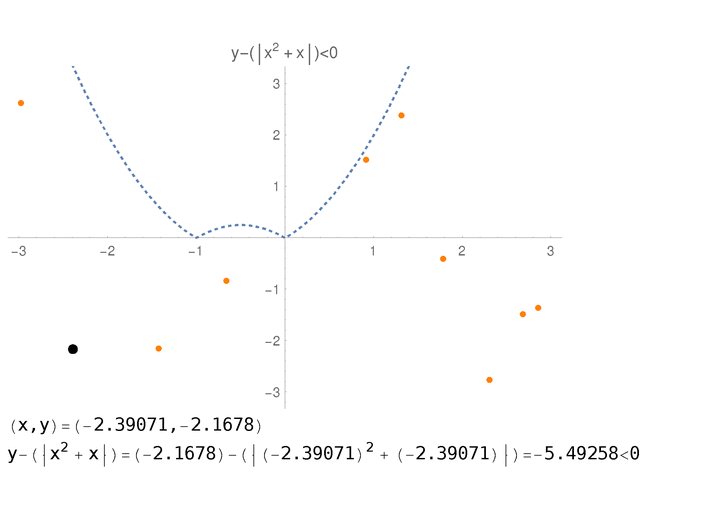 y−(|x² + x|)<0
3
2
1
−3 −2 −1 1 2 3
−1
−2
−3
(x,y)=(−2.39071,−2.1678)
y−(|x² + x|)=(−2.1678)−(|(−2.39071)² + (−2.39071)|)=−5.49258<0